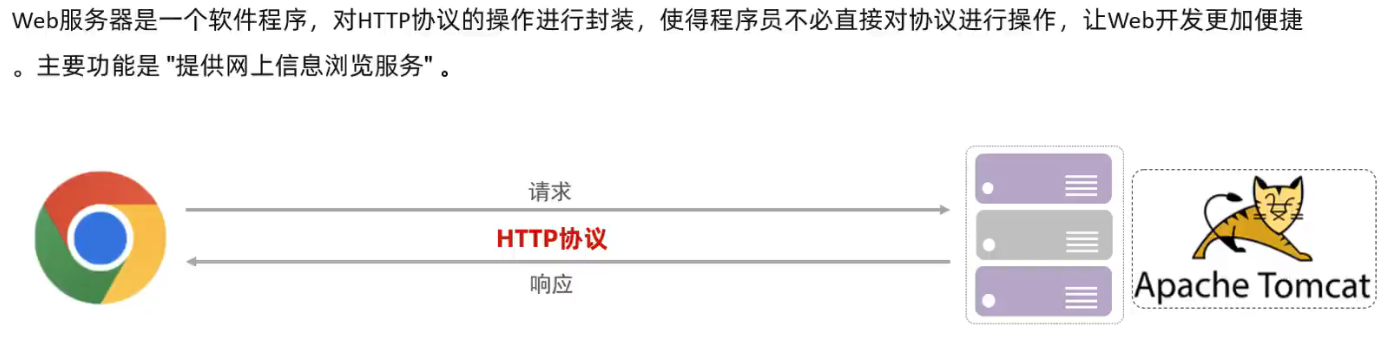 Web服务器是一个软件程序，对HTTP协议的操作进行封装，使得程序员不必直接对协议进行操作，让Web开发更加便捷
。主要功能是 "提供网上信息浏览服务" 。
请求
HTTP协议
响应
Apache Tomcat